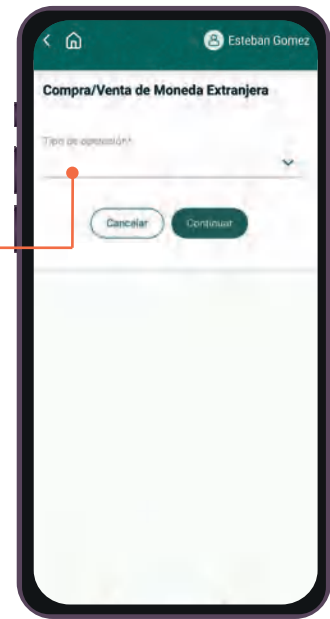 Esteban Gomez
Compra/Venta de Moneda Extranjera
Tipo de operación*
Cancelar Continuar